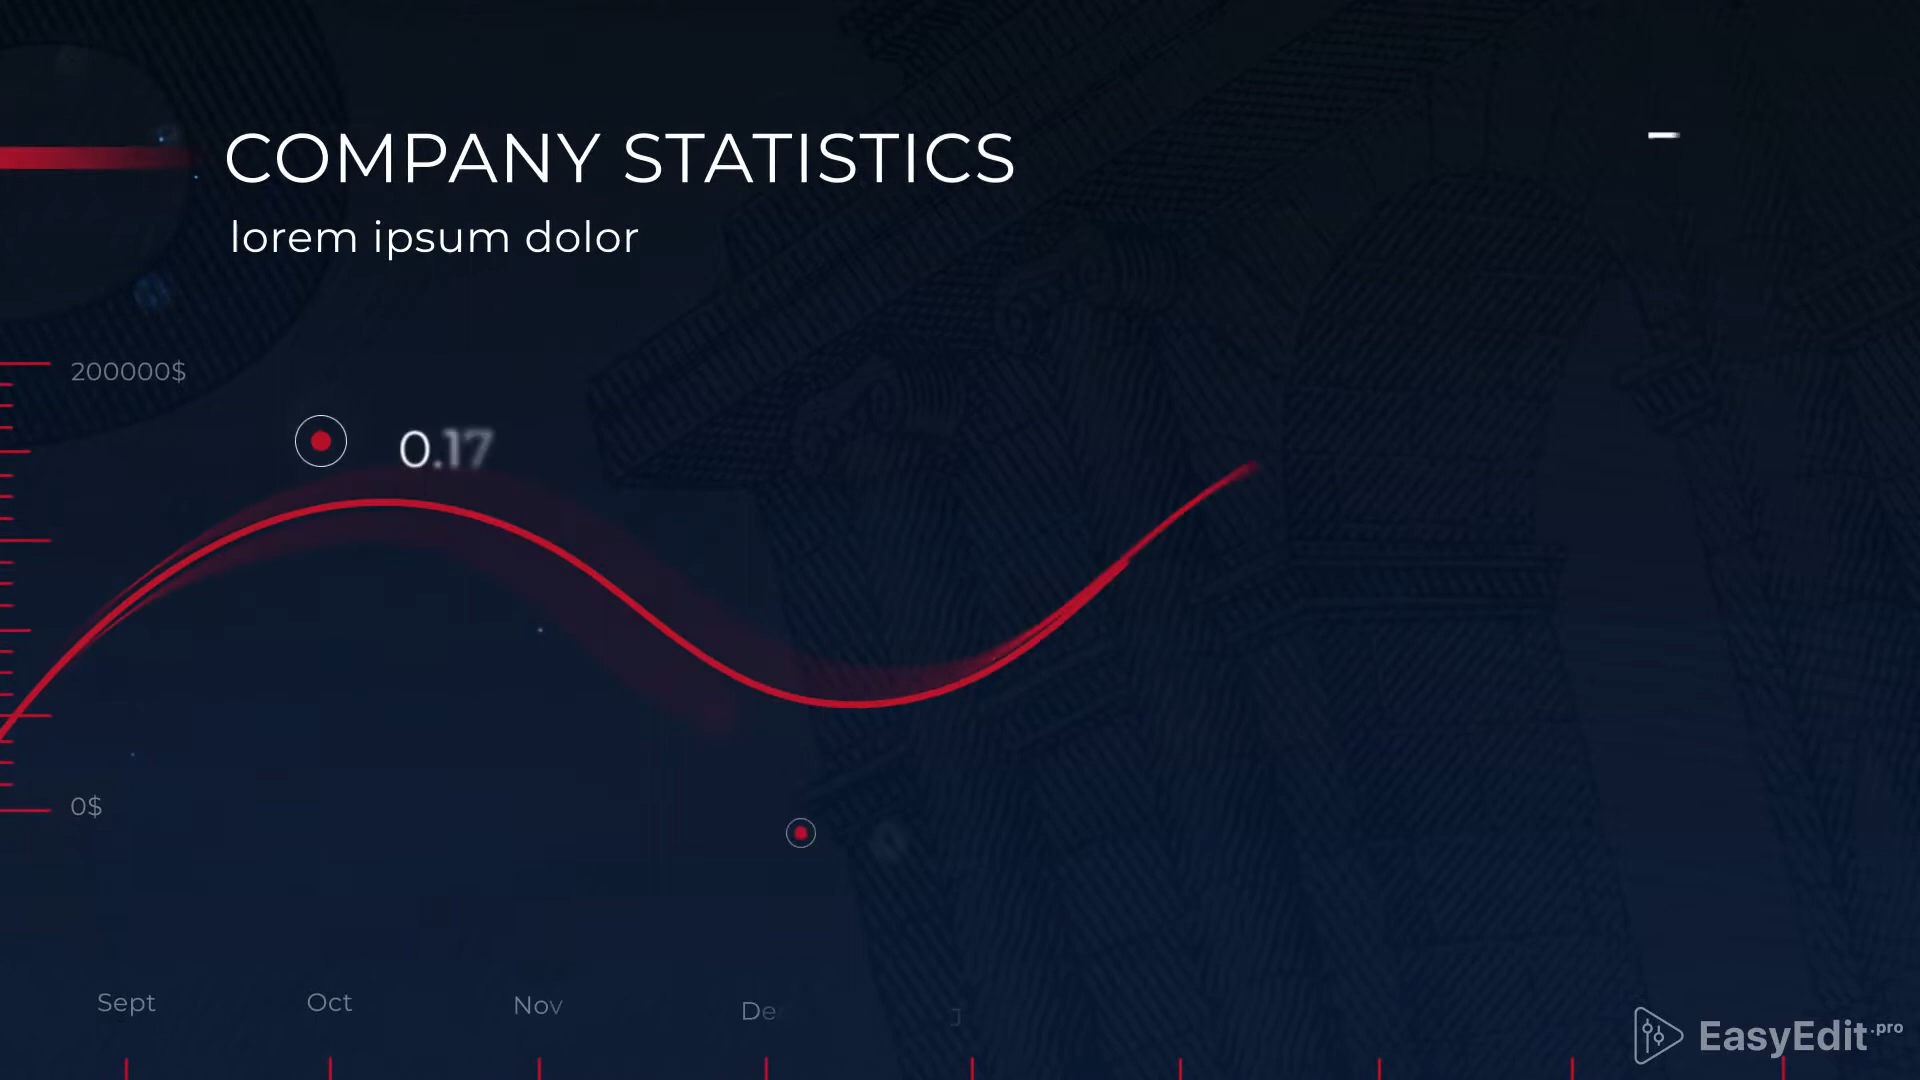 COMPANY STATISTICS
lorem ipsum dolor
200000$
0.17
0$
Sept Oct Nov De J
EasyEdit.pro